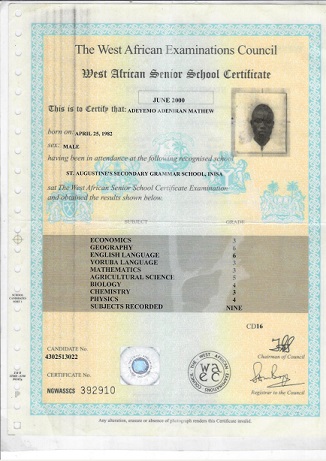 The West African Examinations Council
West African Senior School Certificate
JUNE 2000
This is to Certify that: ADEYEMO ADENIRAN MATHEW
born on: APRIL 25, 1982
sex: MALE
having been in attendance at the following recognised school
ST. AUGUSTINE'S SECONDARY GRAMMAR SCHOOL, INISA
sat The West African Senior School Certificate Examination
and obtained the results shown below.
SUBJECT GRADE
ECONOMICS 3
GEOGRAPHY 6
ENGLISH LANGUAGE 6
YORUBA LANGUAGE 3
MATHEMATICS 3
AGRICULTURAL SCIENCE 5
BIOLOGY 4
CHEMISTRY 3
PHYSICS 4
SUBJECTS RECORDED NINE
CD16
CANDIDATE No.
4302513022
Chairman of Council
CERTIFICATE No.
NGWASSCS 392910
THE WEST AFRICAN EXAMINATIONS COUNCIL
waec
Registrar to the Council
Any alteration, erasure or absence of photograph renders this Certificate invalid.